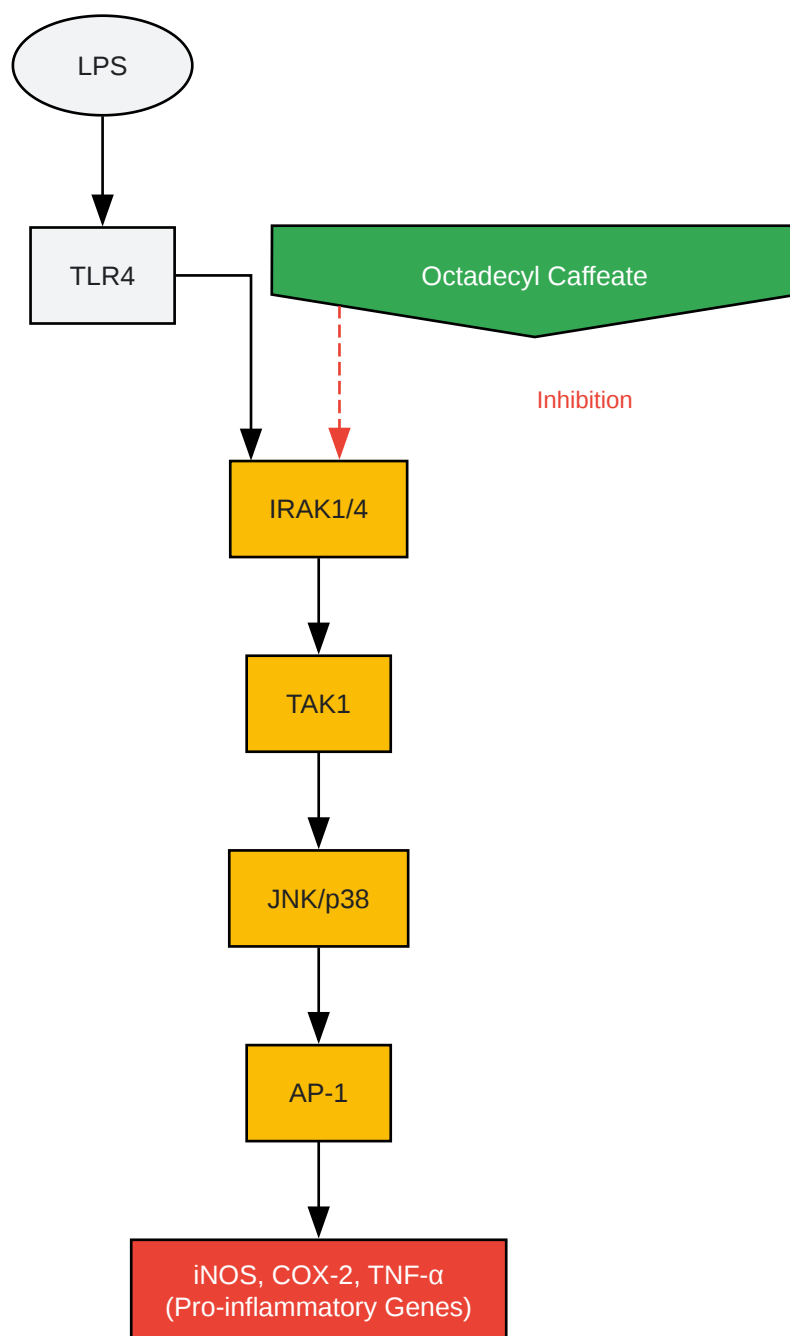 LPS
TLR4
Octadecyl Caffeate
Inhibition
IRAK1/4
TAK1
JNK/p38
AP-1
iNOS, COX-2, TNF-α
(Pro-inflammatory Genes)